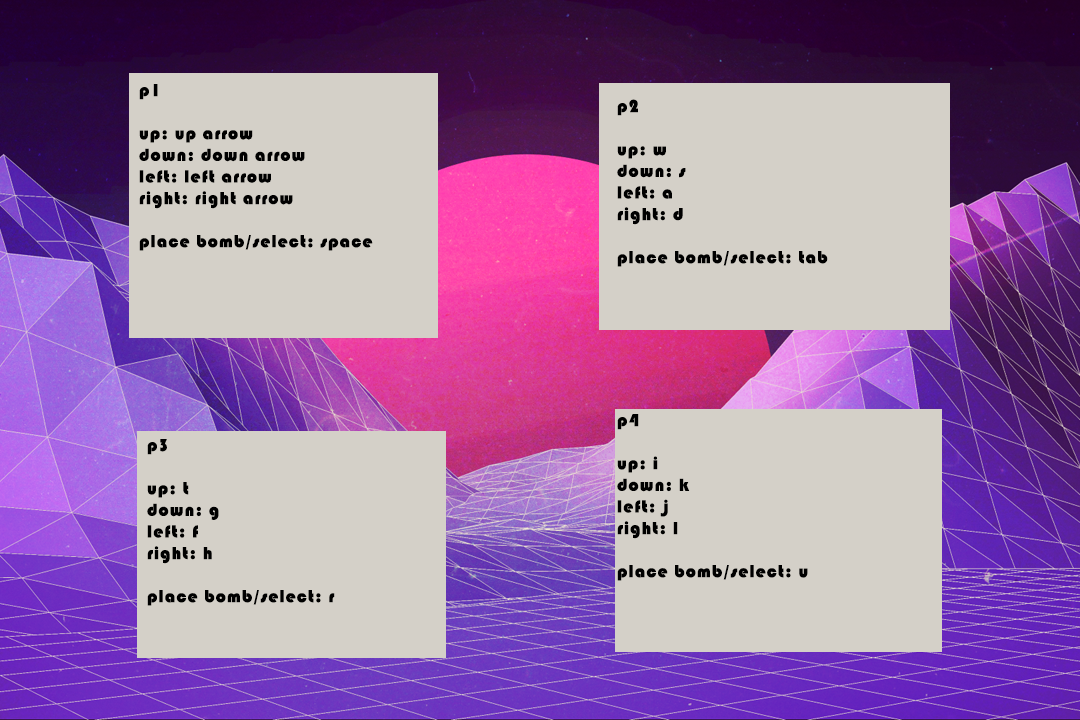 p1
up: up arrow
down: down arrow
left: left arrow
right: right arrow
place bomb/select: space
p2
up: w
down: s
left: a
right: d
place bomb/select: tab
p3
up: t
down: g
left: f
right: h
place bomb/select: r
p4
up: i
down: k
left: j
right: l
place bomb/select: u